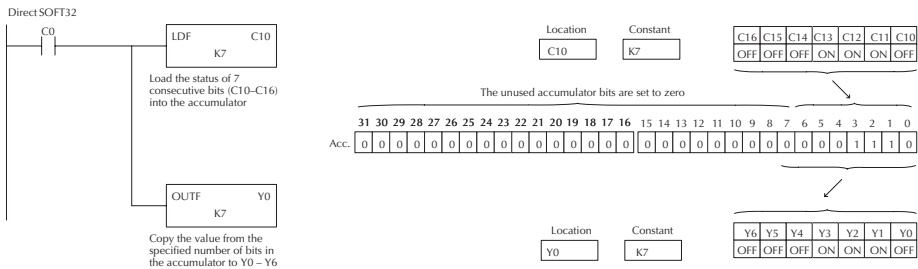 Direct SOFT32
C0
LDF C10
K7
Load the status of 7
consecutive bits (C10–C16)
into the accumulator
Location Constant
C10 K7
C16 C15 C14 C13 C12 C11 C10
OFF OFF OFF ON ON ON OFF
The unused accumulator bits are set to zero
31 30 29 28 27 26 25 24 23 22 21 20 19 18 17 16 15 14 13 12 11 10 9 8 7 6 5 4 3 2 1 0
Acc. 0 0 0 0 0 0 0 0 0 0 0 0 0 0 0 0 0 0 0 0 0 0 0 0 0 0 0 0 1 1 1 0
OUTF Y0
K7
Copy the value from the
specified number of bits in
the accumulator to Y0 – Y6
Location Constant
Y0 K7
Y6 Y5 Y4 Y3 Y2 Y1 Y0
OFF OFF OFF ON ON ON OFF